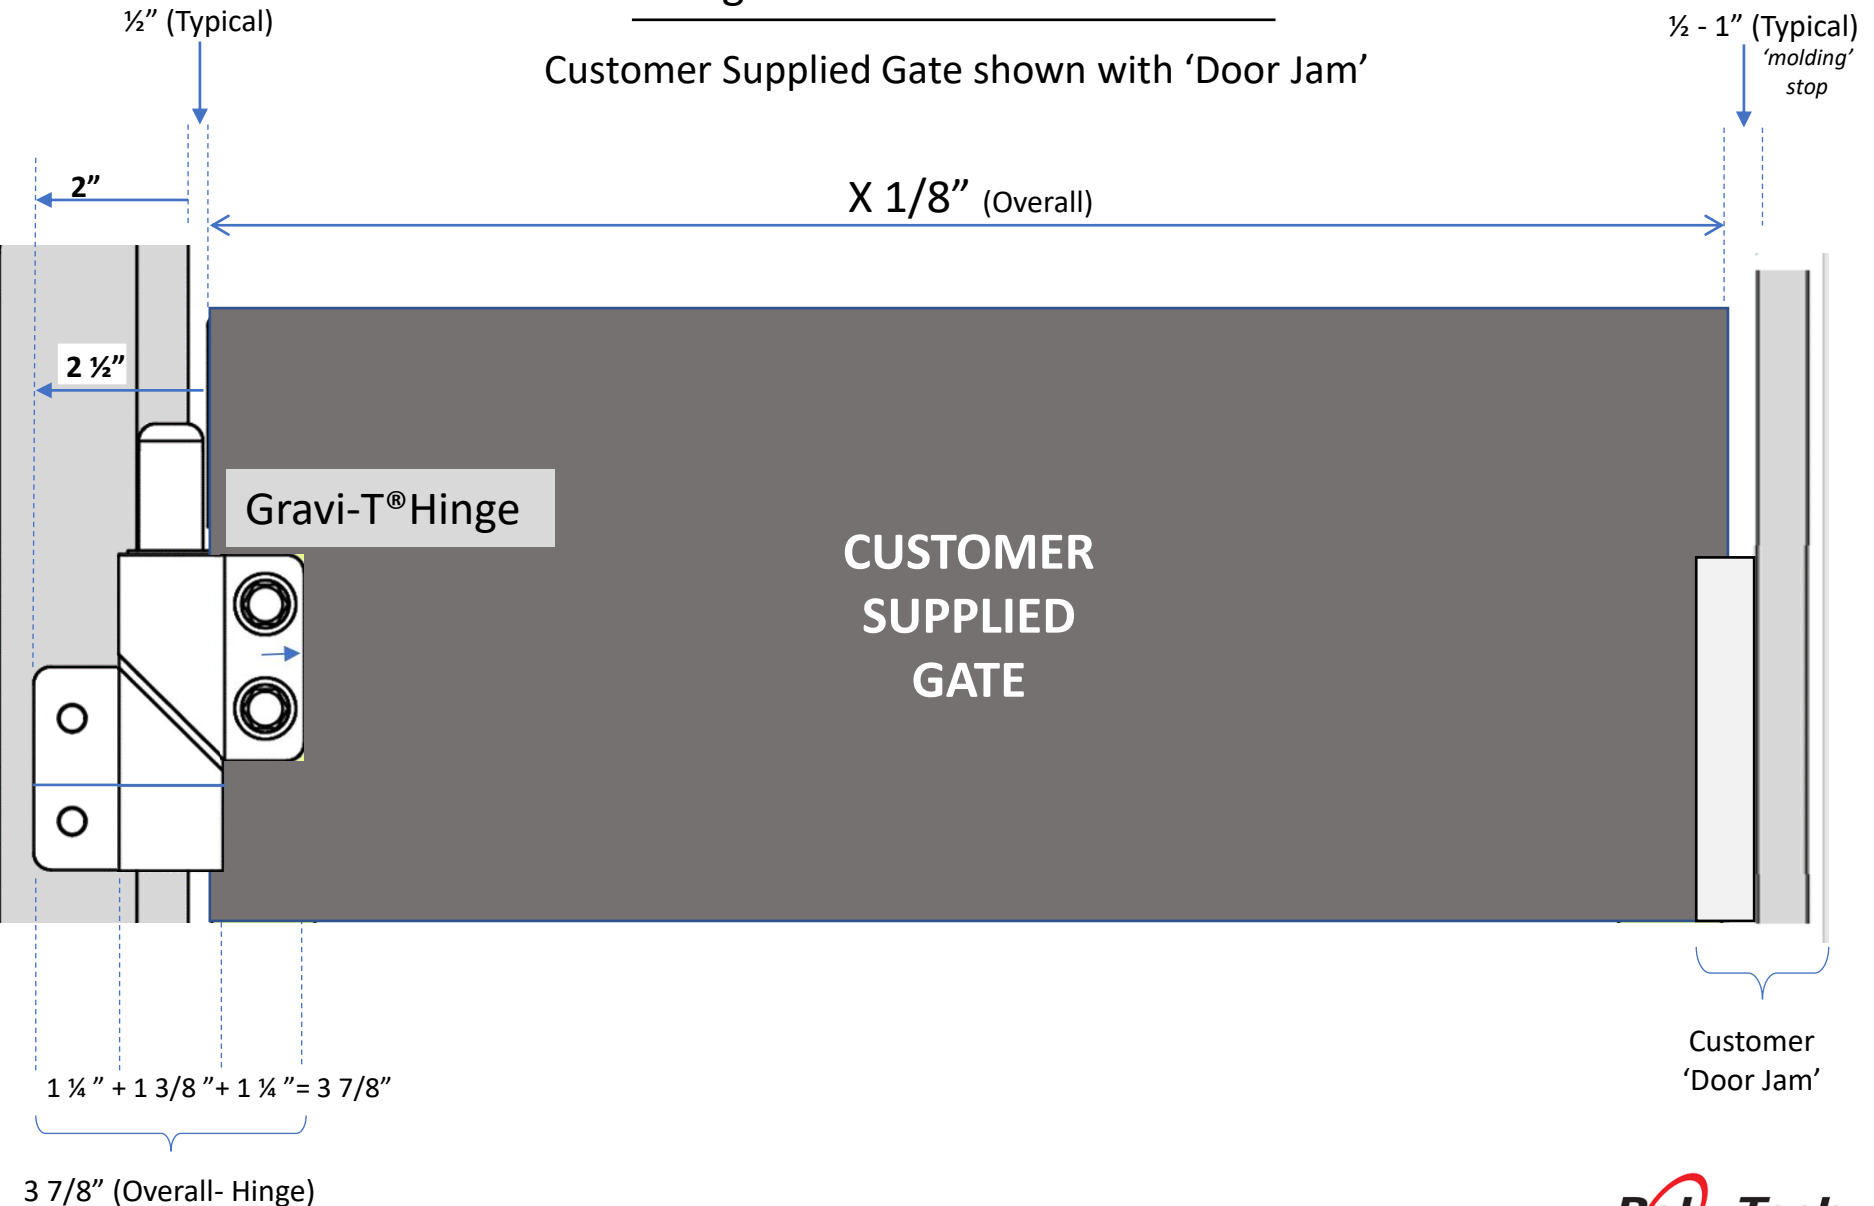 ½” (Typical)
½ - 1” (Typical)
‘molding’
stop
Customer Supplied Gate shown with ‘Door Jam’
2”
X 1/8” (Overall)
2 ½”
Gravi-T®Hinge
CUSTOMER
SUPPLIED
GATE
Customer
‘Door Jam’
1 ¼ ” + 1 3/8 ”+ 1 ¼ ”= 3 7/8”
3 7/8” (Overall- Hinge)